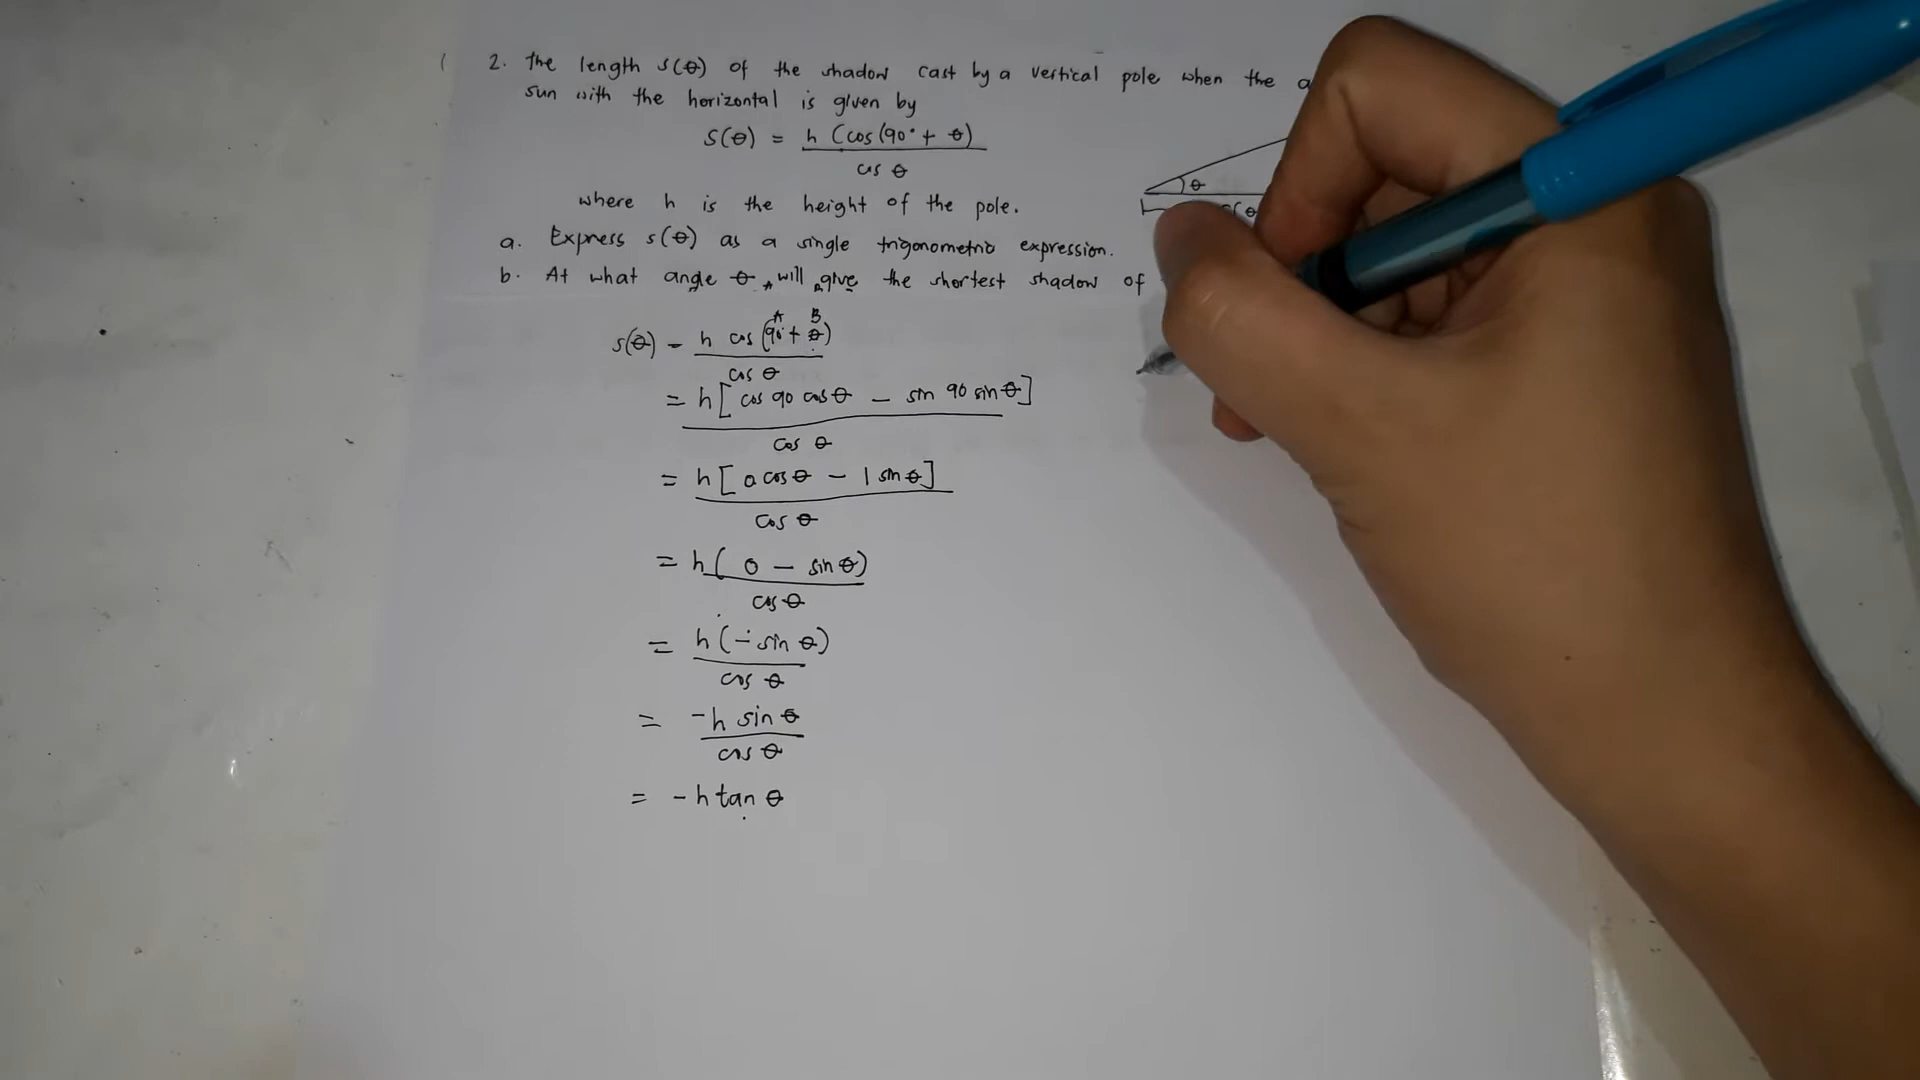 2. the length s(θ) of the shadow cast by a vertical pole when the
sun with the horizontal is given by
S(θ) = h (cos(90°+ θ)
cos θ
where h is the height of the pole.
θ
a. Express s(θ) as a single trigonometric expression.
b. At what angle θ will give the shortest shadow of
A B
s(θ) = h cos (90°+ θ)
cos θ
= h[ cos 90 cos θ – sin 90 sin θ]
cos θ
= h[ 0 cos θ – 1 sin θ]
cos θ
= h( 0 – sin θ)
cos θ
= h(- sin θ)
cos θ
= -h sin θ
cos θ
= -h tan θ